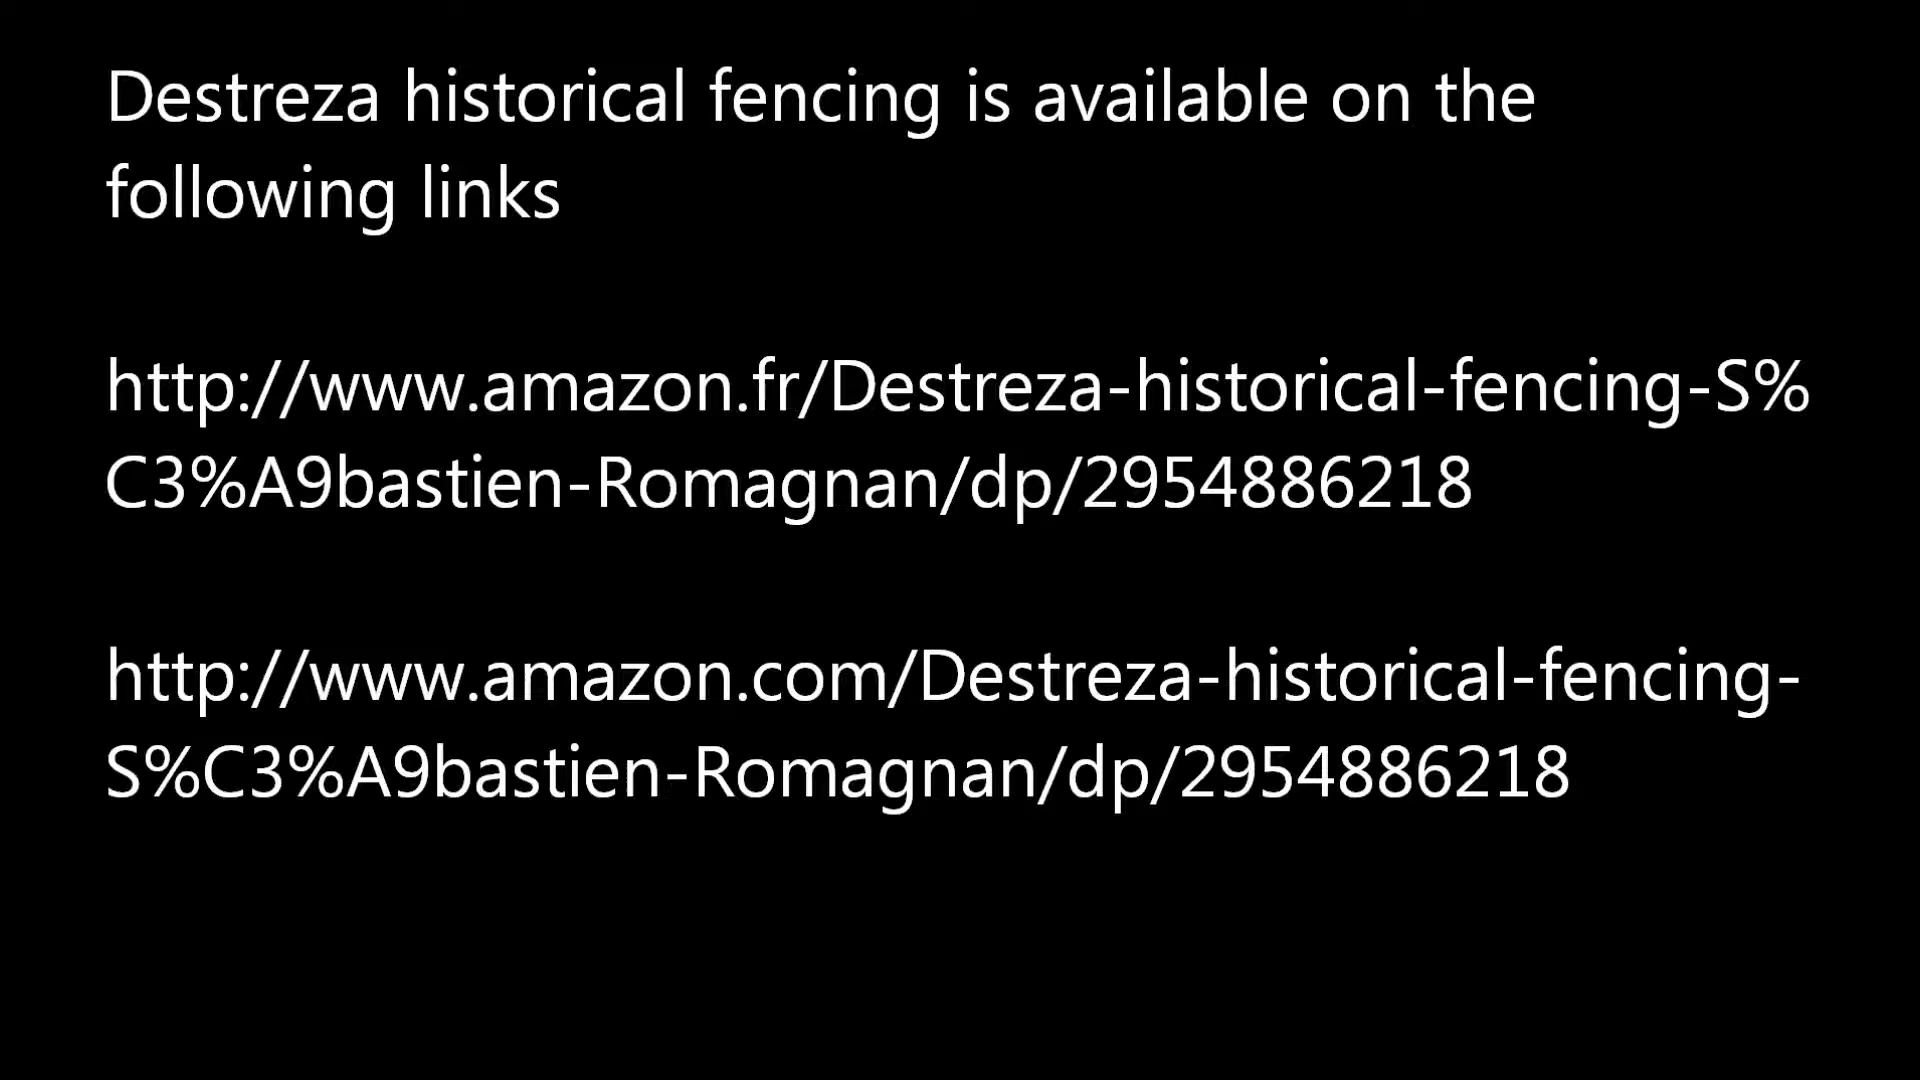 Destreza historical fencing is available on the
following links
http://www.amazon.fr/Destreza-historical-fencing-S%
C3%A9bastien-Romagnan/dp/2954886218
http://www.amazon.com/Destreza-historical-fencing-
S%C3%A9bastien-Romagnan/dp/2954886218